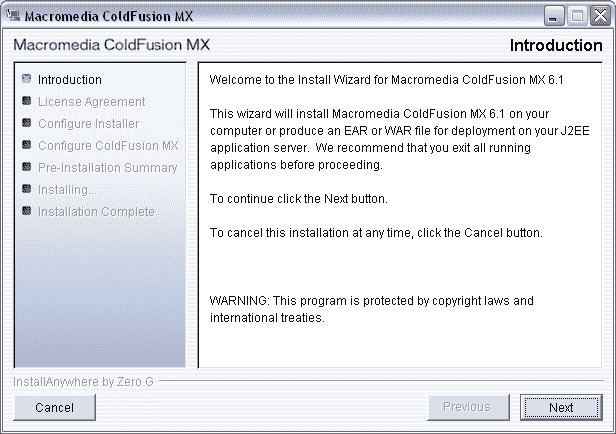 Macromedia ColdFusion MX
Macromedia ColdFusion MX
Introduction
Introduction
License Agreement
Configure Installer
Configure ColdFusion MX
Pre-Installation Summary
Installing...
Installation Complete
Welcome to the Install Wizard for Macromedia ColdFusion MX 6.1
This wizard will install Macromedia ColdFusion MX 6.1 on your
computer or produce an EAR or WAR file for deployment on your J2EE
application server.  We recommend that you exit all running
applications before proceeding.
To continue click the Next button.
To cancel this installation at any time, click the Cancel button.
WARNING: This program is protected by copyright laws and
international treaties.
InstallAnywhere by Zero G
Cancel
Previous
Next